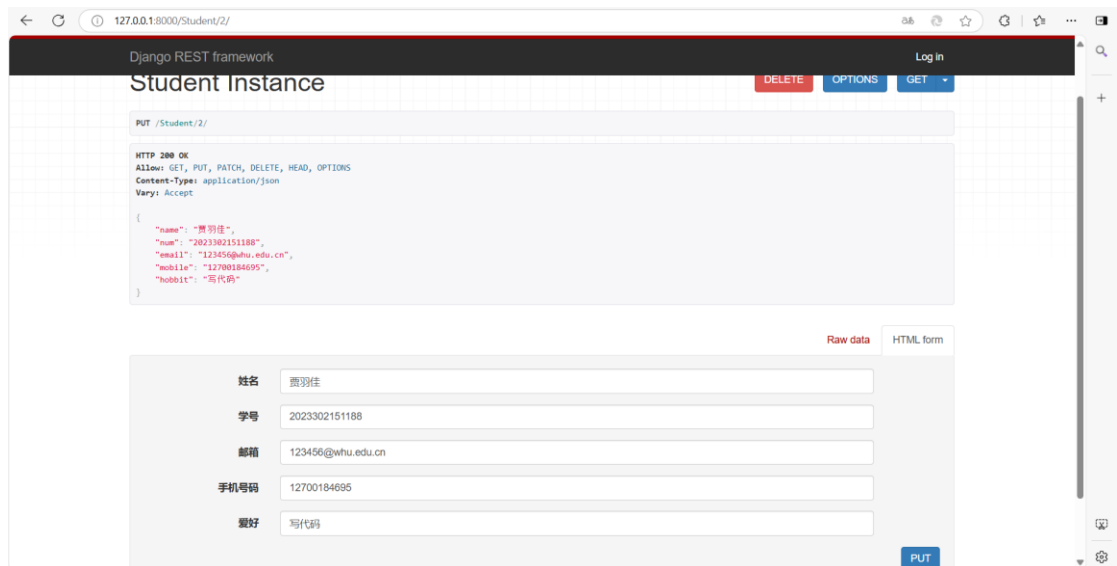 127.0.0.1:8000/Student/2/
Django REST framework
Log in
Student Instance
DELETE
OPTIONS
GET
PUT /Student/2/
HTTP 200 OK
Allow: GET, PUT, PATCH, DELETE, HEAD, OPTIONS
Content-Type: application/json
Vary: Accept
{
"name": "贾羽佳",
"num": "2023302151188",
"email": "123456@whu.edu.cn",
"mobile": "12700184695",
"hobbit": "写代码"
}
Raw data
HTML form
姓名 贾羽佳
学号 2023302151188
邮箱 123456@whu.edu.cn
手机号码 12700184695
爱好 写代码
PUT